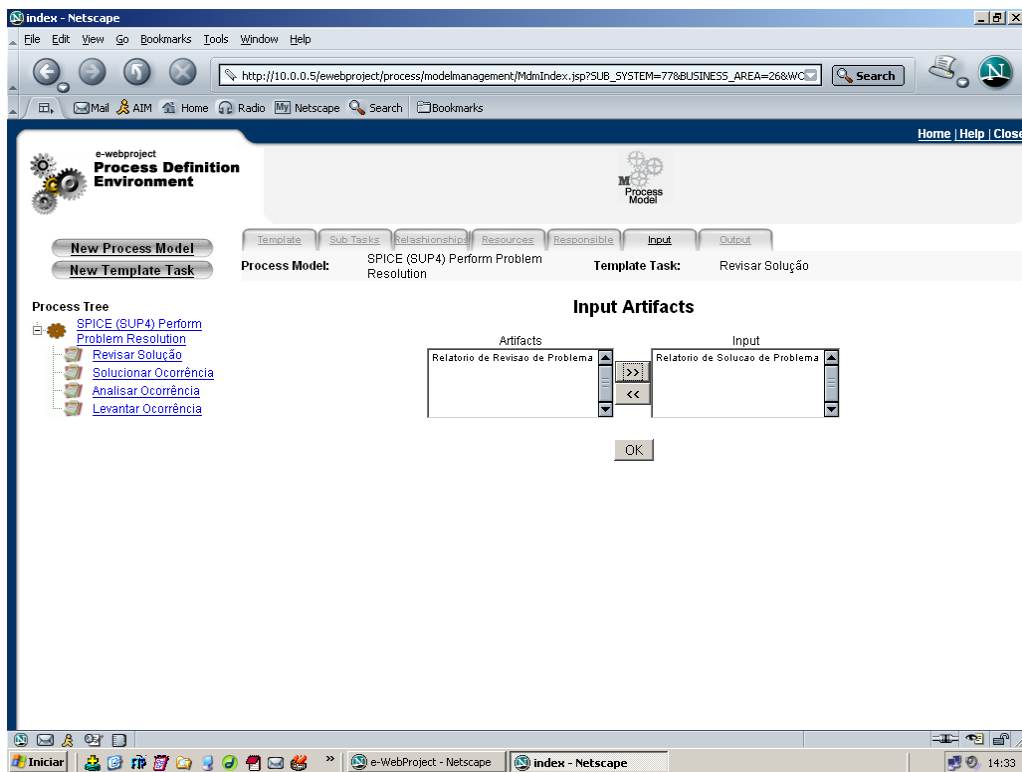 index - Netscape
File Edit View Go Bookmarks Tools Window Help
http://10.0.0.5/ewebproject/process/modelmanagement/MdmIndex.jsp?SUB_SYSTEM=77&BUSINESS_AREA=26&WC
Search
N
Mail AIM Home Radio My Netscape Search Bookmarks
Home | Help | Close
e-webproject
Process Definition
Environment
M
Process
Model
New Process Model
New Template Task
Template Sub Tasks Relashionships Resources Responsible Input Output
Process Model: SPICE (SUP4) Perform Problem Resolution Template Task: Revisar Solução
Process Tree
SPICE (SUP4) Perform
Problem Resolution
Revisar Solução
Solucionar Ocorrência
Analisar Ocorrência
Levantar Ocorrência
Input Artifacts
Artifacts Input
Relatorio de Revisao de Problema >> Relatorio de Solucao de Problema
<<
OK
Iniciar » e-WebProject - Netscape index - Netscape 14:33